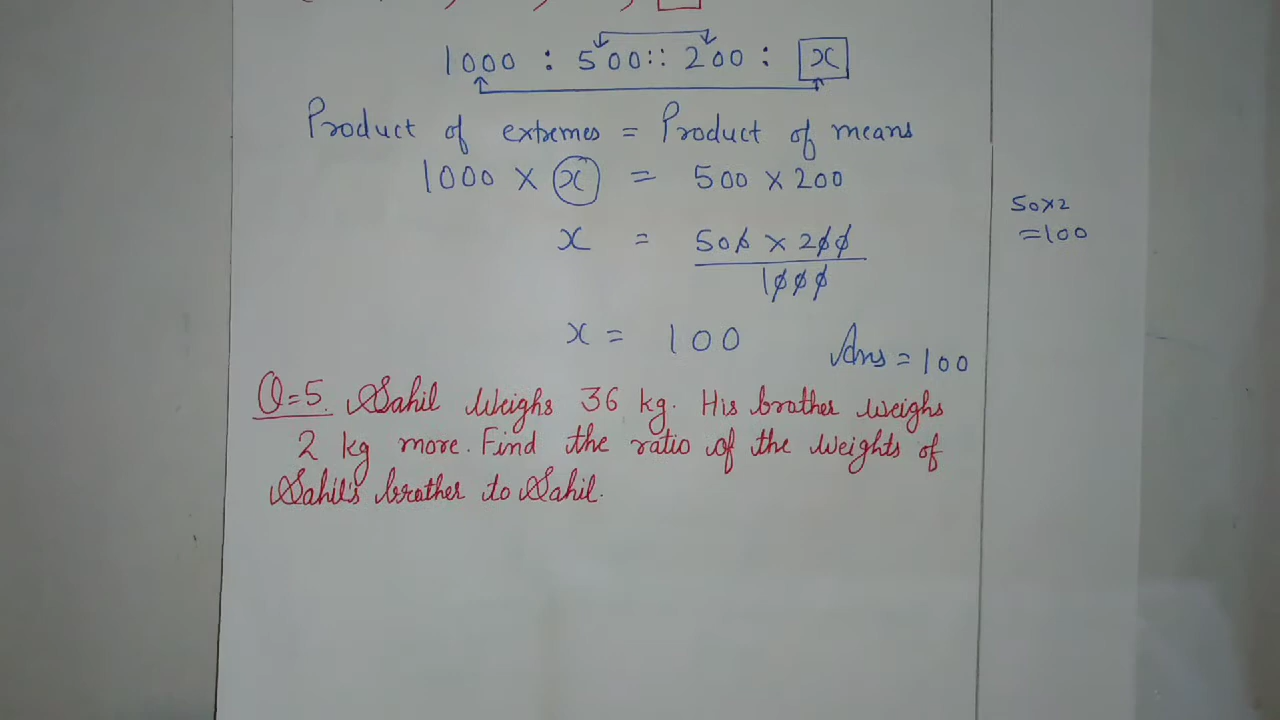 1000 : 500 :: 200 : x
Product of extremes = Product of means
1000 × x = 500 × 200
50×2
=100
x = 500 × 200
1000
x = 100 Ans = 100
Q=5. Sahil weighs 36 kg. His brother weighs
2 kg more. Find the ratio of the weights of
Sahil's brother to Sahil.